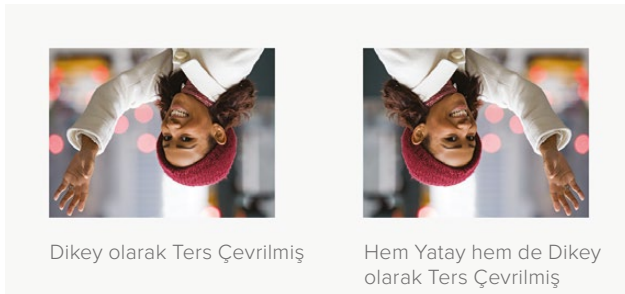 Dikey olarak Ters Çevrilmiş
Hem Yatay hem de Dikey
olarak Ters Çevrilmiş